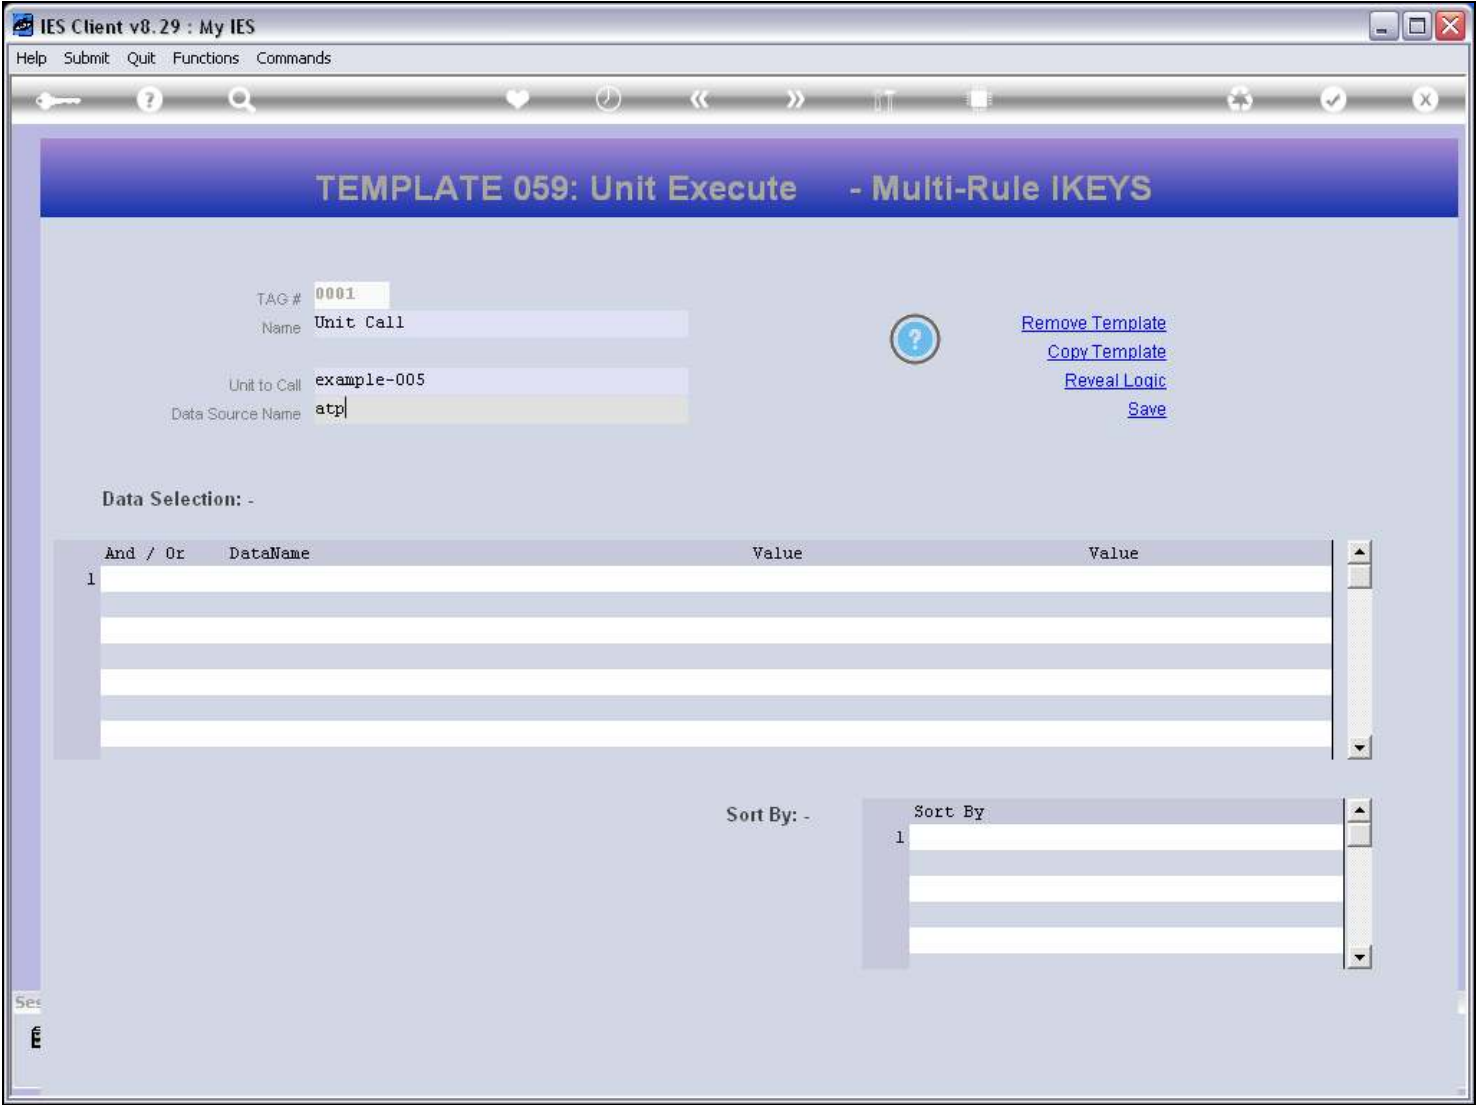 IES Client v8.29 : My IES
Help Submit Quit Functions Commands
TEMPLATE 059: Unit Execute - Multi-Rule IKEYS
TAG # 0001
Name Unit Call
Unit to Call example-005
Data Source Name atp
Remove Template
Copy Template
Reveal Logic
Save
Data Selection: -
And / Or DataName Value Value
1
Sort By: -
Sort By
1